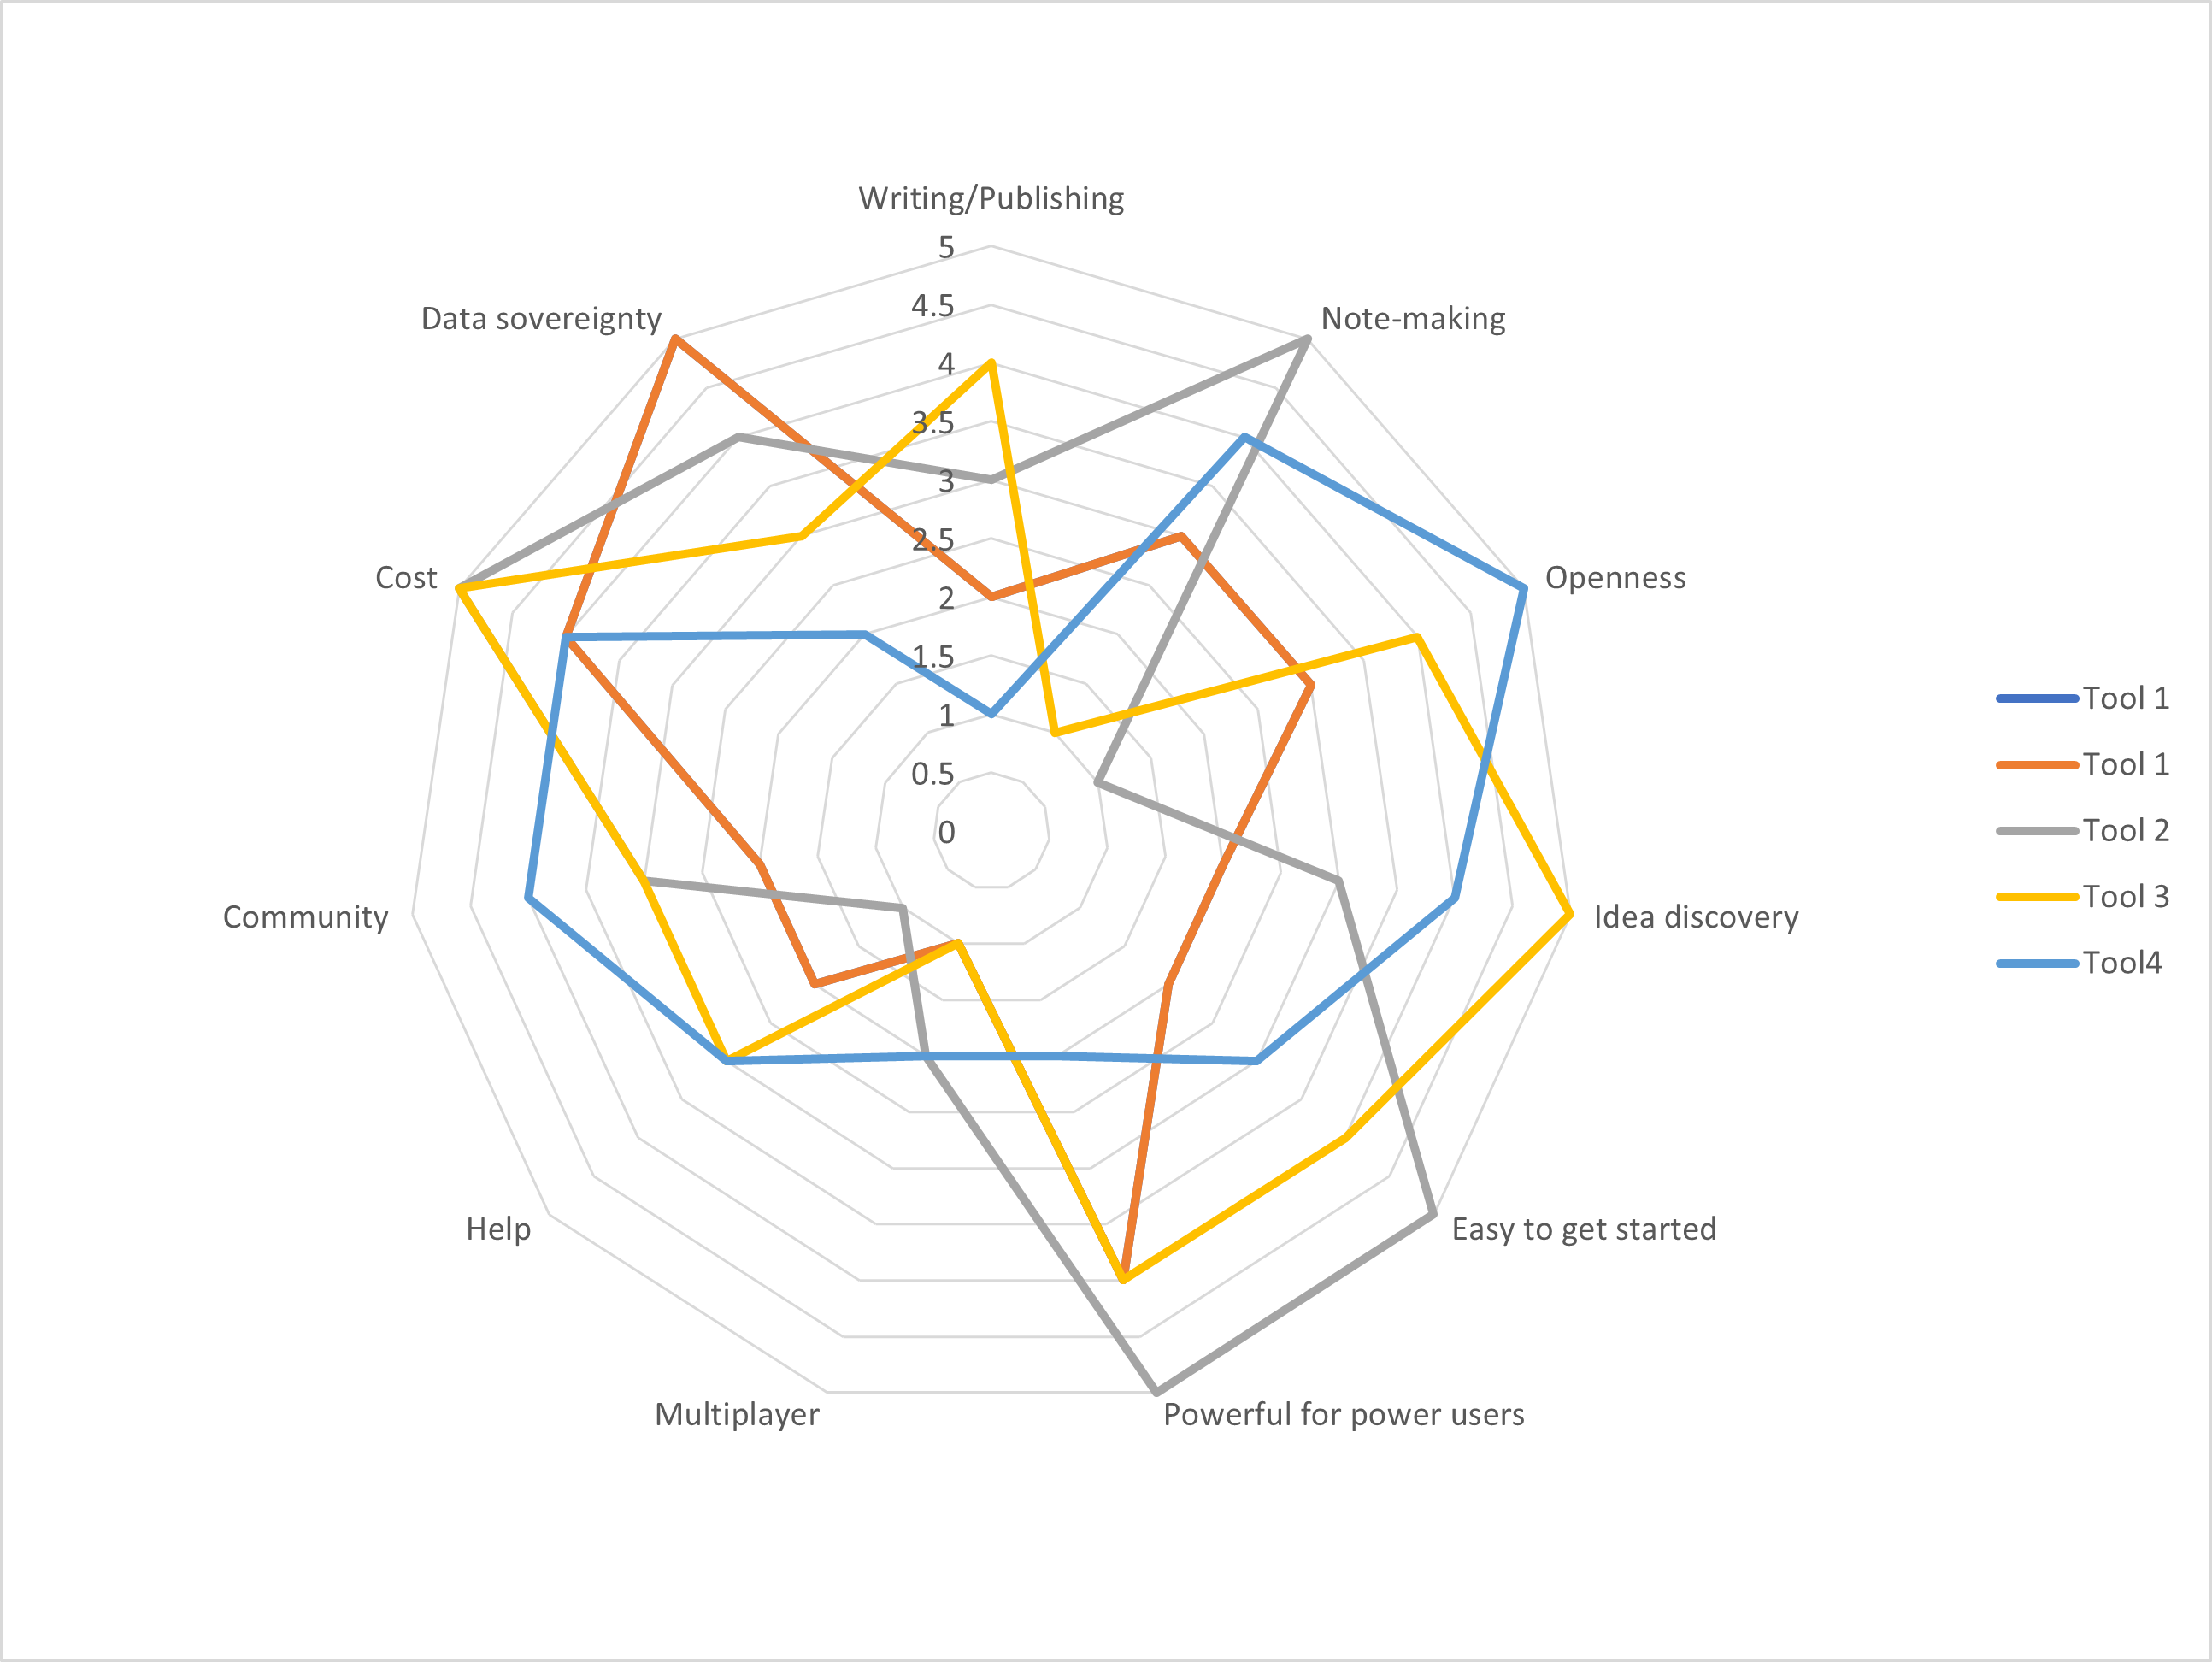 Writing/Publishing
5
4.5
4
3.5
3
2.5
2
1.5
1
0.5
0
Note-making
Openness
Idea discovery
Easy to get started
Powerful for power users
Multiplayer
Help
Community
Cost
Data sovereignty
Tool 1
Tool 1
Tool 2
Tool 3
Tool4